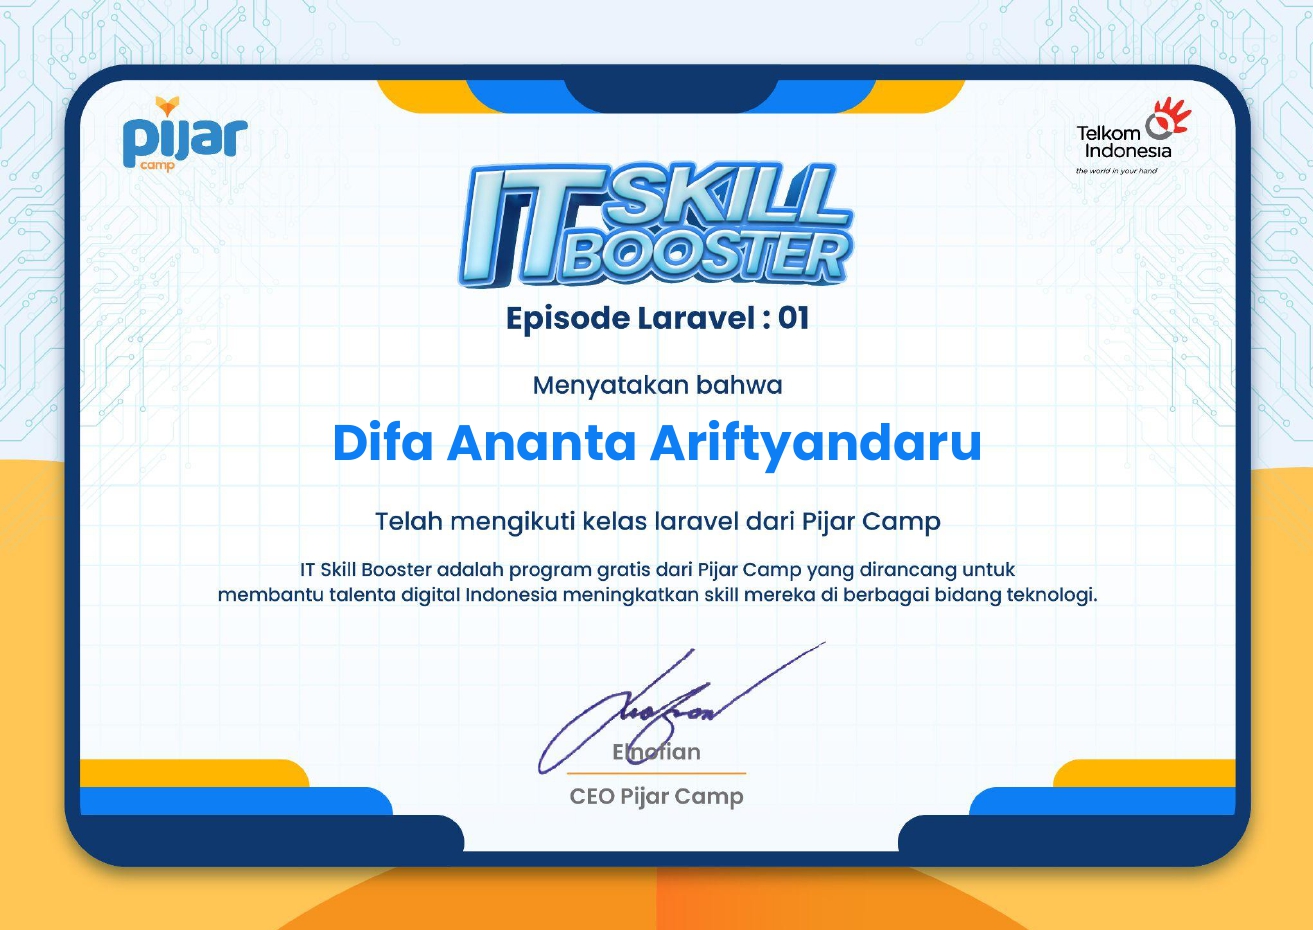 pijar
camp
Telkom
Indonesia
the world in your hand
IT SKILL
BOOSTER
Episode Laravel : 01
Menyatakan bahwa
Difa Ananta Ariftyandaru
Telah mengikuti kelas laravel dari Pijar Camp
IT Skill Booster adalah program gratis dari Pijar Camp yang dirancang untuk
membantu talenta digital Indonesia meningkatkan skill mereka di berbagai bidang teknologi.
Elnofian
CEO Pijar Camp